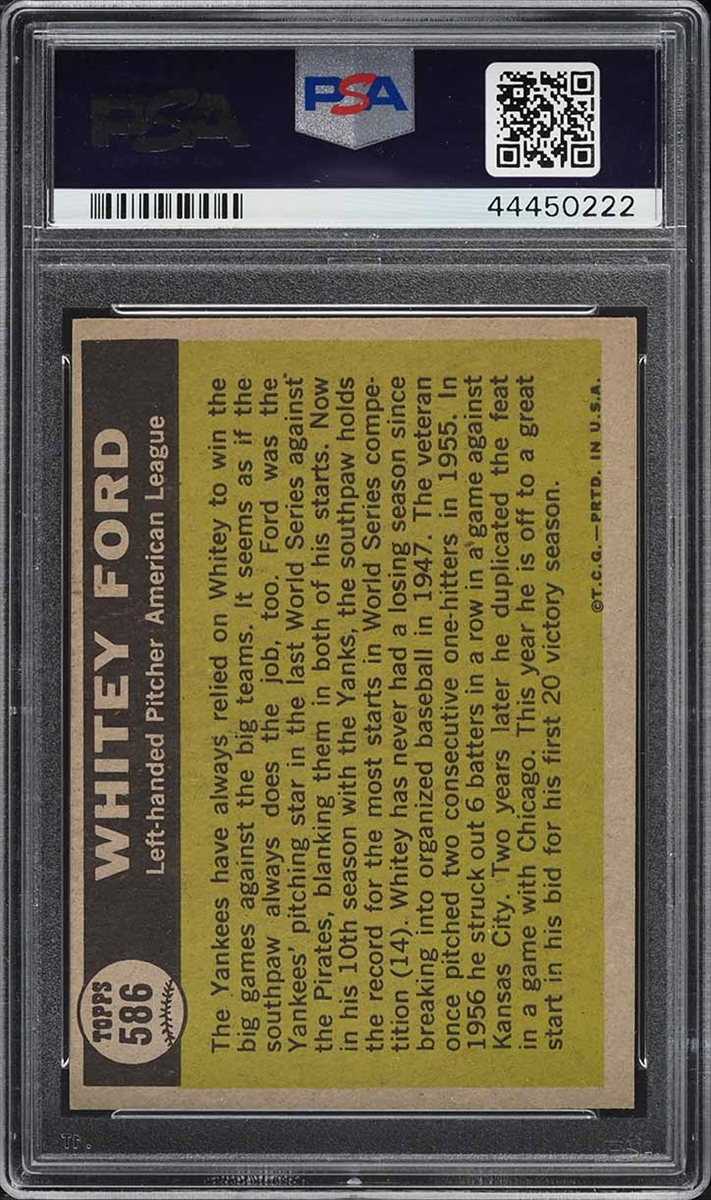 PSA
PSA
44450222
TOPPS
586
WHITEY FORD
Left-handed Pitcher American League
The Yankees have always relied on Whitey to win the
big games against the big teams. It seems as if the
southpaw always does the job, too. Ford was the
Yankees' pitching star in the last World Series against
the Pirates, blanking them in both of his starts. Now
in his 10th season with the Yanks, the southpaw holds
the record for the most starts in World Series compe-
tition (14). Whitey has never had a losing season since
breaking into organized baseball in 1947. The veteran
once pitched two consecutive one-hitters in 1955. In
1956 he struck out 6 batters in a row in a game against
Kansas City. Two years later he duplicated the feat
in a game with Chicago. This year he is off to a great
start in his bid for his first 20 victory season.
©T.C.G.—PRTD. IN U.S.A.